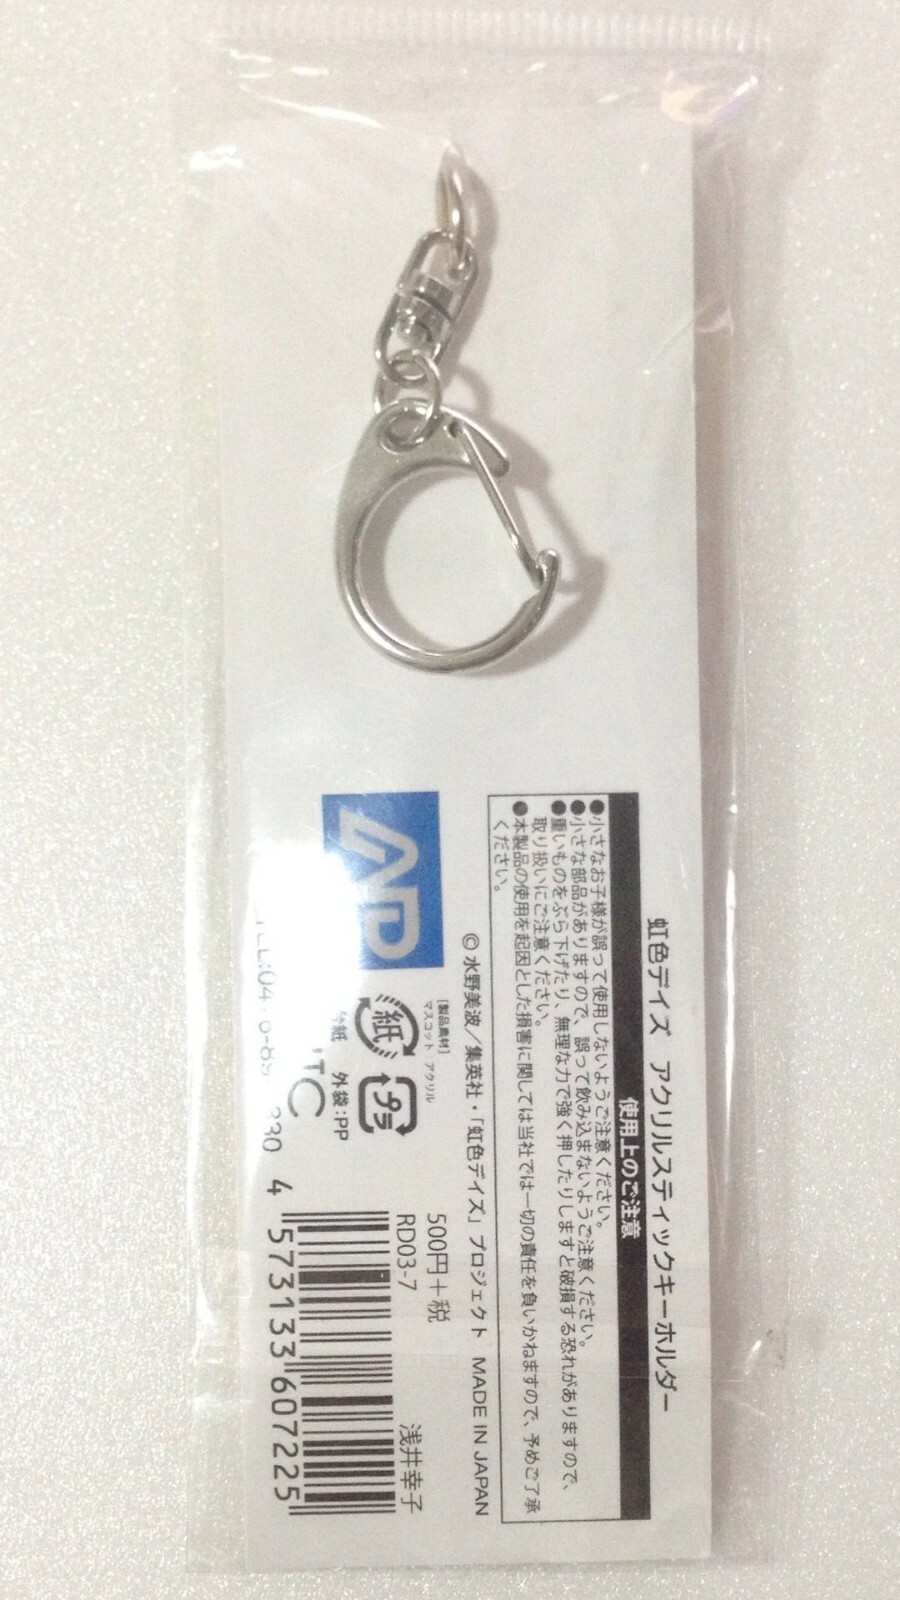 虹色デイズ アクリルスティックキーホルダー
使用上のご注意
●小さなお子様が誤って使用しないようご注意ください。
●小さな部品がありますので、誤って飲み込まないようご注意ください。
●重いものをぶら下げたり、無理な力で強く押したりしますと破損する恐れがありますので、
取り扱いにご注意ください。
●本製品の使用を起因とした損害に関しては当社では一切の責任を負いかねますので、予めご了承
ください。
©水野美波／集英社・「虹色デイズ」プロジェクト MADE IN JAPAN
[製品素材]
マスコット：アクリル
500円＋税
RD03-7
浅井幸子
紙
プラ
外袋：PP
4 573133 607225